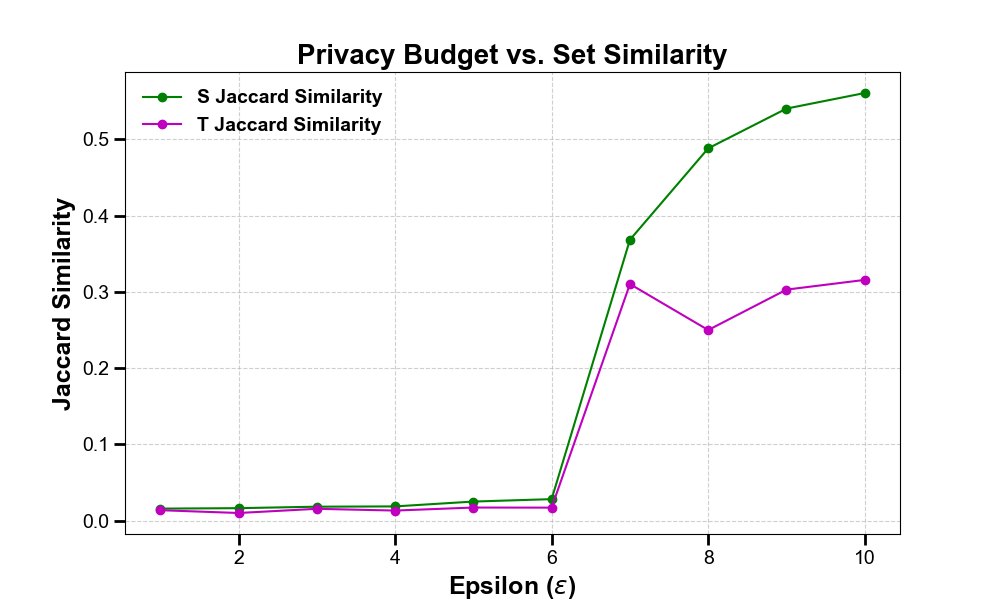 Privacy Budget vs. Set Similarity
S Jaccard Similarity
T Jaccard Similarity
Jaccard Similarity
0.5
0.4
0.3
0.2
0.1
0.0
2 4 6 8 10
Epsilon (ε)